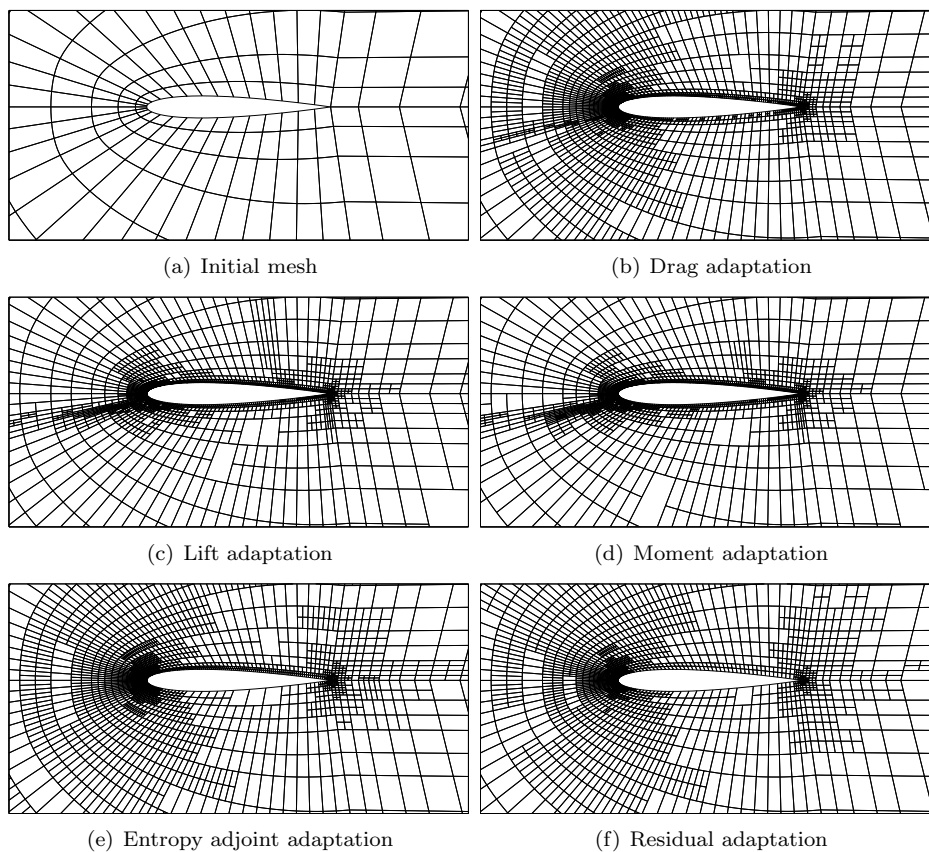 (a) Initial mesh
(b) Drag adaptation
(c) Lift adaptation
(d) Moment adaptation
(e) Entropy adjoint adaptation
(f) Residual adaptation